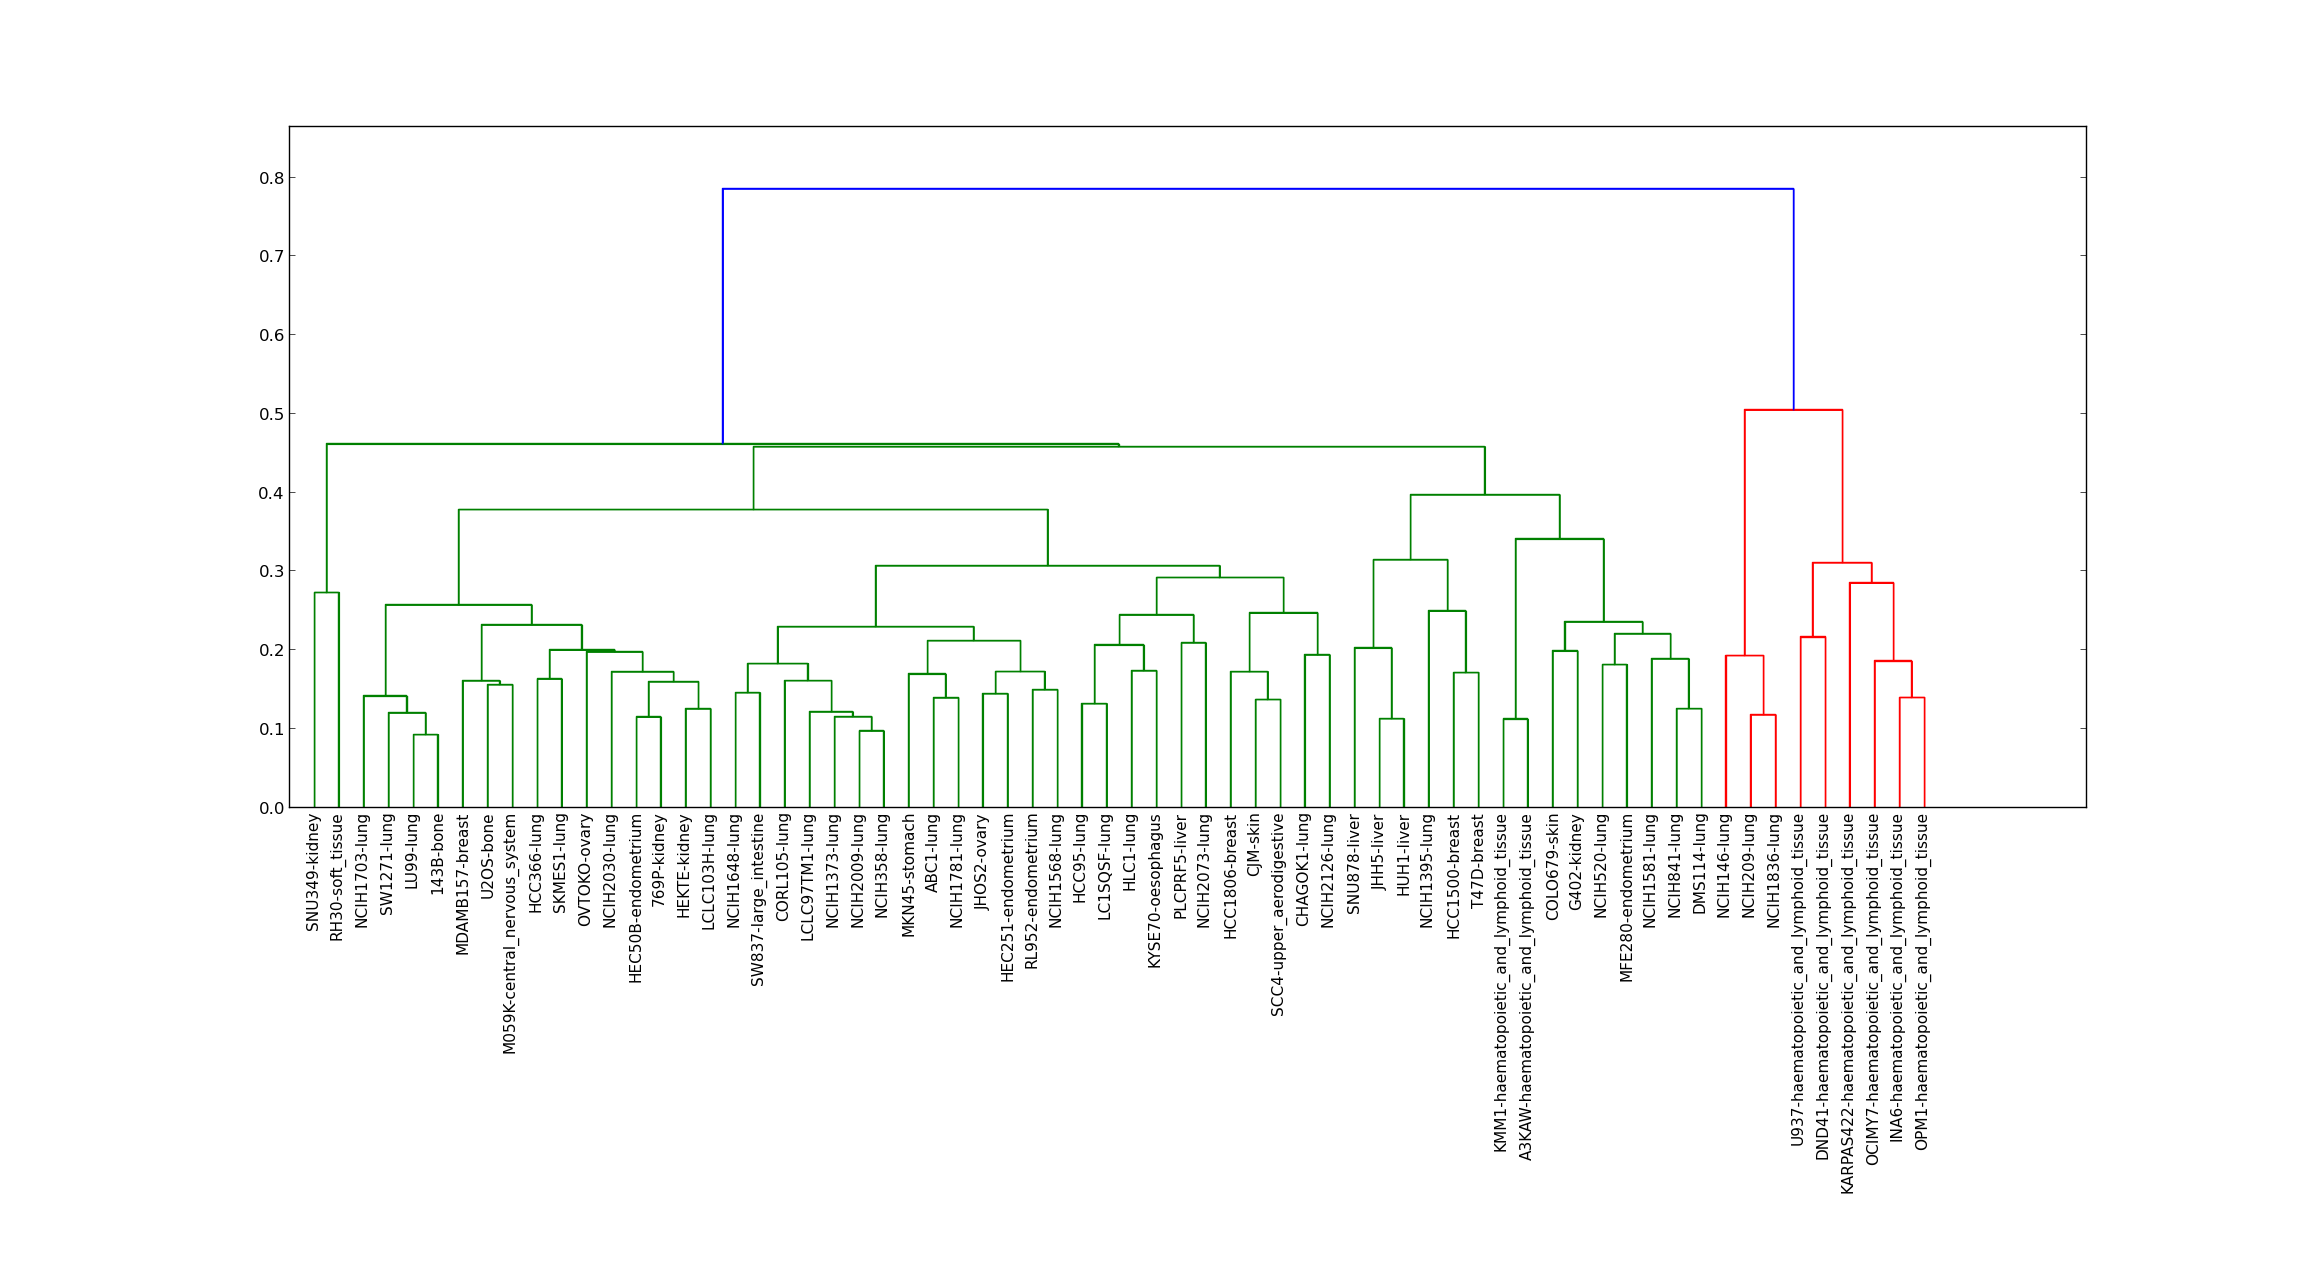 0.8
0.7
0.6
0.5
0.4
0.3
0.2
0.1
0.0
SNU349-kidney
RH30-soft_tissue
NCIH1703-lung
SW1271-lung
LU99-lung
143B-bone
MDAMB157-breast
U2OS-bone
M059K-central_nervous_system
HCC366-lung
SKMES1-lung
OVTOKO-ovary
NCIH2030-lung
HEC50B-endometrium
769P-kidney
HEKTE-kidney
LCLC103H-lung
NCIH1648-lung
SW837-large_intestine
CORL105-lung
LCLC97TM1-lung
NCIH1373-lung
NCIH2009-lung
NCIH358-lung
MKN45-stomach
ABC1-lung
NCIH1781-lung
JHOS2-ovary
HEC251-endometrium
RL952-endometrium
NCIH1568-lung
HCC95-lung
LC1SQSF-lung
HLC1-lung
KYSE70-oesophagus
PLCPRF5-liver
NCIH2073-lung
HCC1806-breast
CJM-skin
SCC4-upper_aerodigestive
CHAGOK1-lung
NCIH2126-lung
SNU878-liver
JHH5-liver
HUH1-liver
NCIH1395-lung
HCC1500-breast
T47D-breast
KMM1-haematopoietic_and_lymphoid_tissue
A3KAW-haematopoietic_and_lymphoid_tissue
COLO679-skin
G402-kidney
NCIH520-lung
MFE280-endometrium
NCIH1581-lung
NCIH841-lung
DMS114-lung
NCIH146-lung
NCIH209-lung
NCIH1836-lung
U937-haematopoietic_and_lymphoid_tissue
DND41-haematopoietic_and_lymphoid_tissue
KARPAS422-haematopoietic_and_lymphoid_tissue
OCIMY7-haematopoietic_and_lymphoid_tissue
INA6-haematopoietic_and_lymphoid_tissue
OPM1-haematopoietic_and_lymphoid_tissue